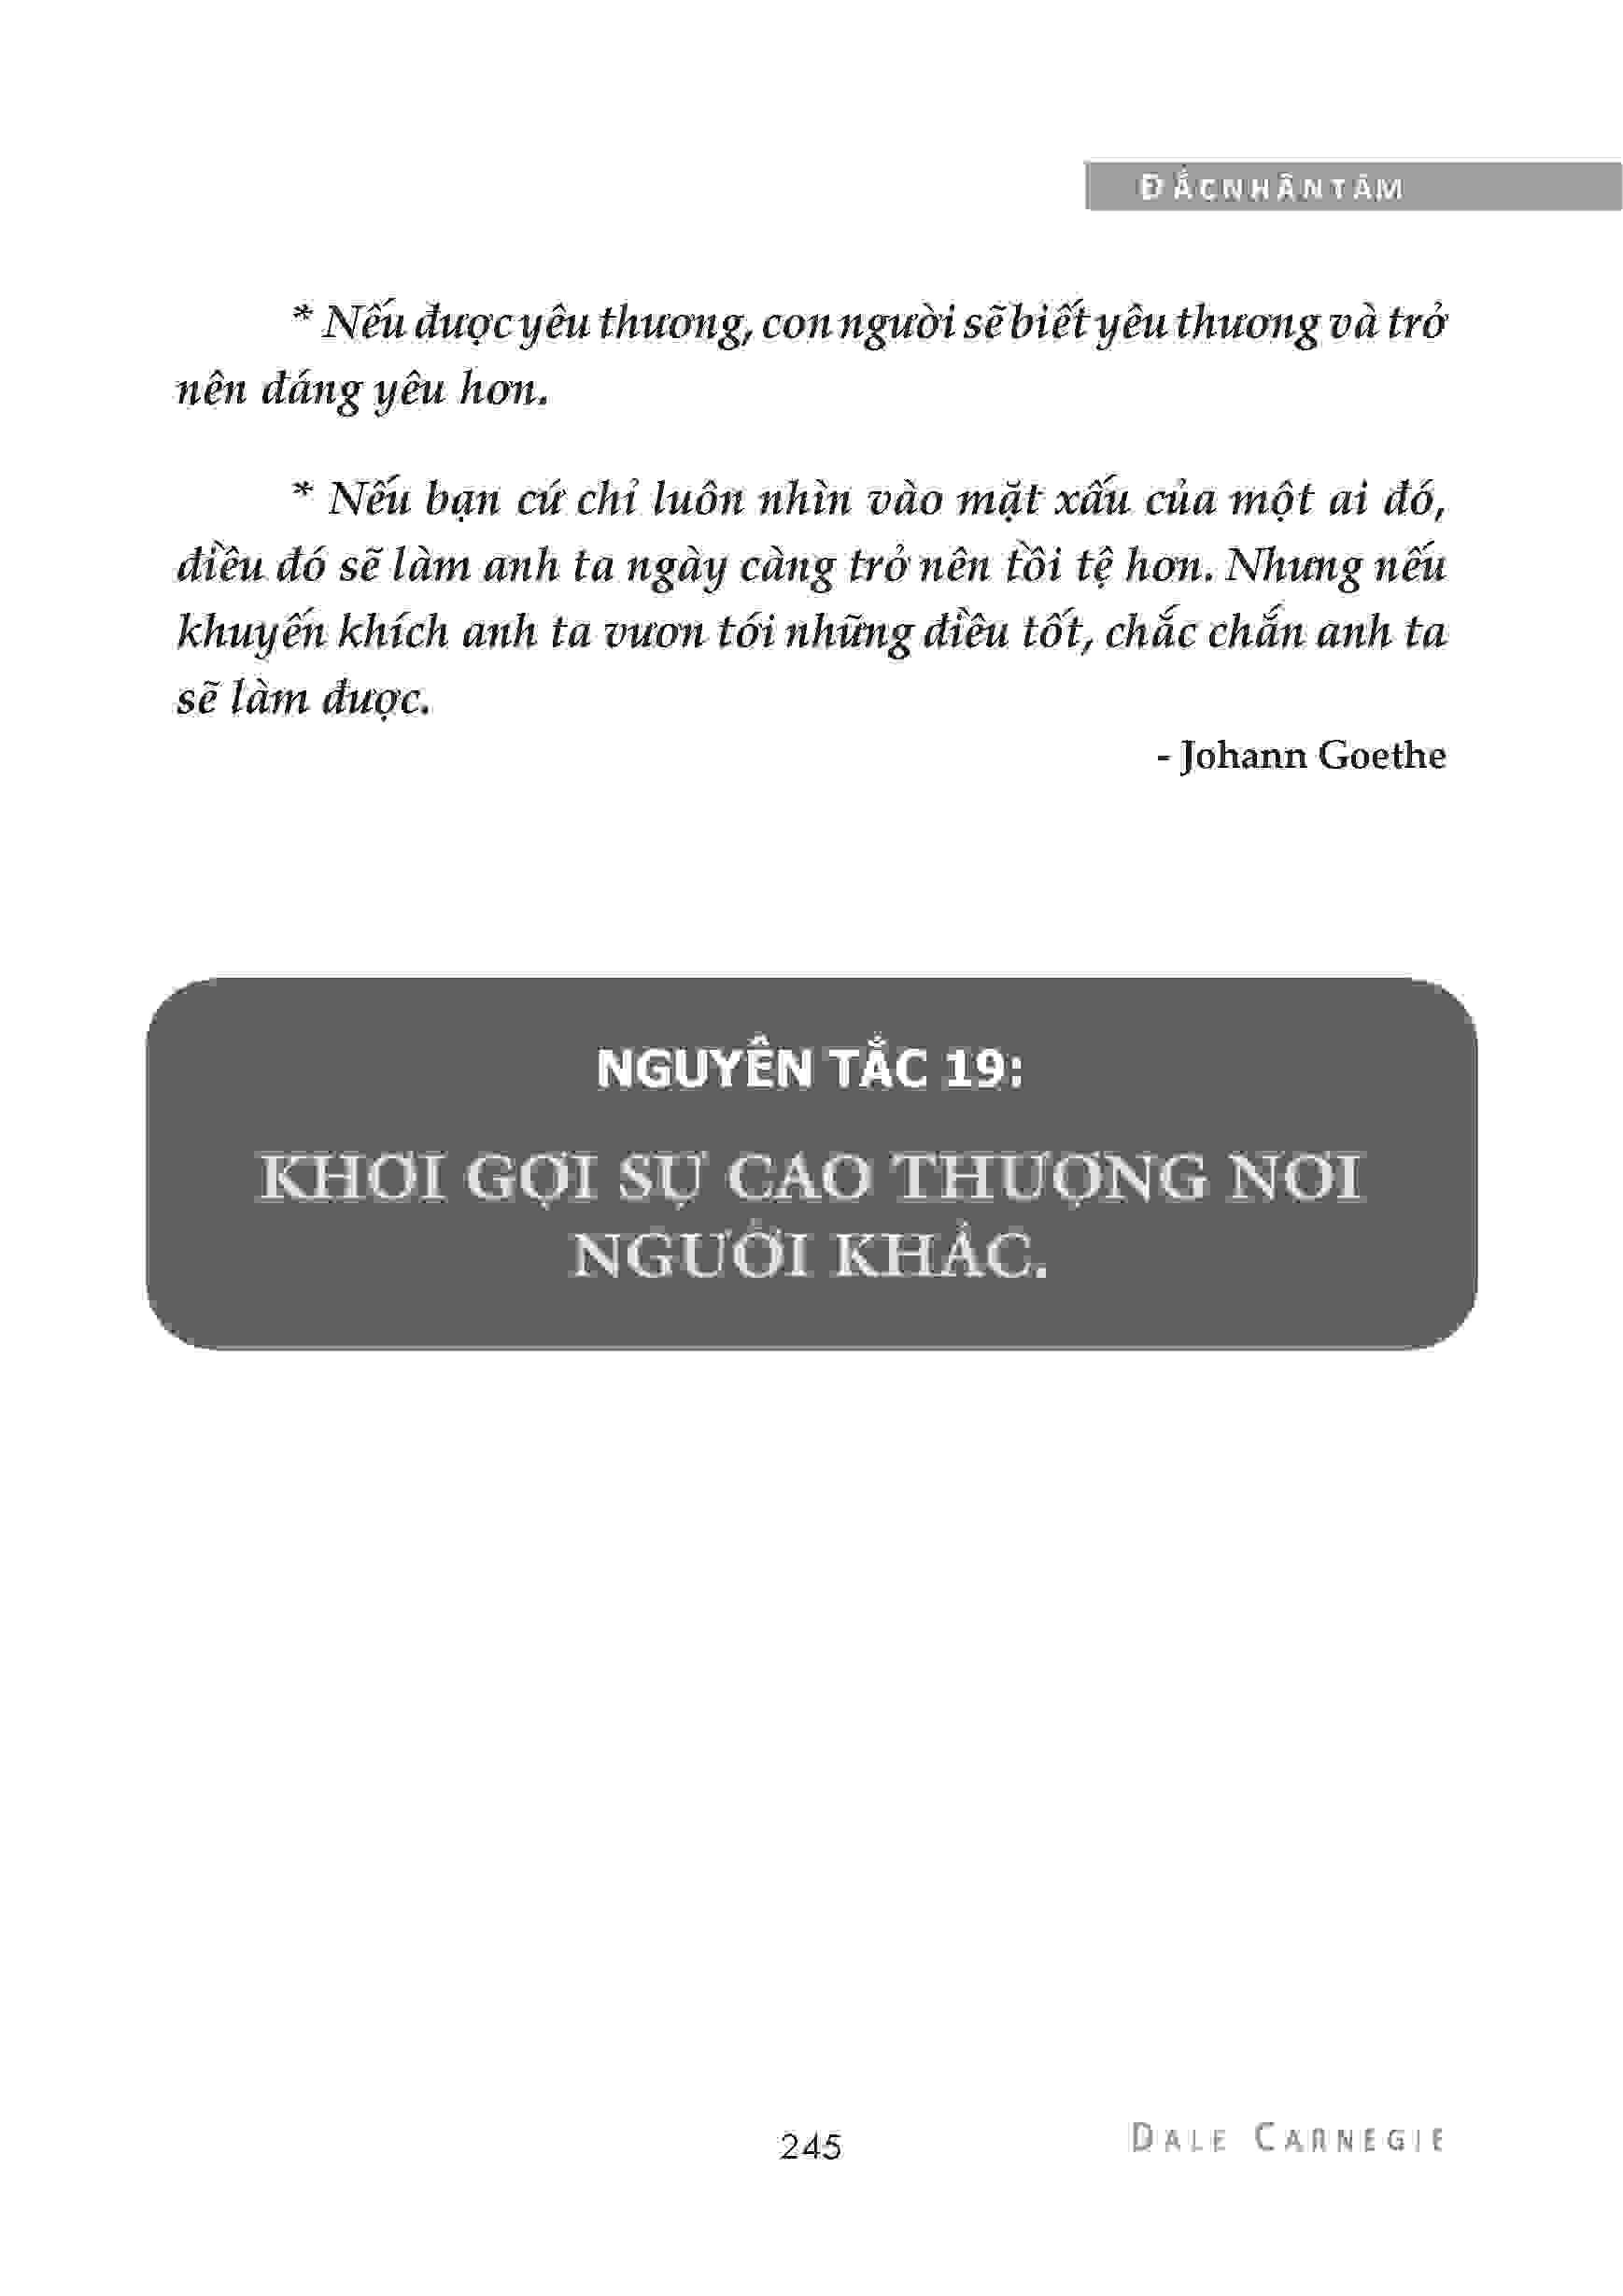 ĐẮCNHÂNTÂM
* Nếu được yêu thương, con người sẽ biết yêu thương và trở
nên đáng yêu hơn.
* Nếu bạn cứ chỉ luôn nhìn vào mặt xấu của một ai đó,
điều đó sẽ làm anh ta ngày càng trở nên tồi tệ hơn. Nhưng nếu
khuyến khích anh ta vươn tới những điều tốt, chắc chắn anh ta
sẽ làm được.
- Johann Goethe
NGUYÊN TẮC 19:
KHƠI GỢI SỰ CAO THƯỢNG NƠI
NGƯỜI KHÁC.
245
DALE CARNEGIE